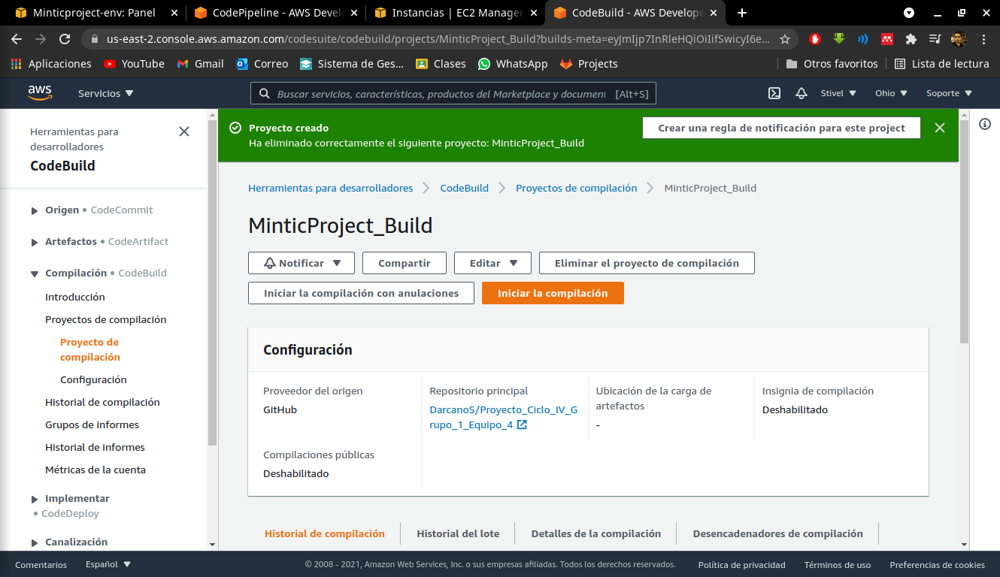 Minticproject-env: Panel
CodePipeline - AWS Develo
Instancias | EC2 Manager
CodeBuild - AWS Develope
us-east-2.console.aws.amazon.com/codesuite/codebuild/projects/MinticProject_Build?builds-meta=eyJmIjp7InRleHQiOiIifSwicyI6e...
Aplicaciones
YouTube
Gmail
Correo
Sistema de Ges...
Clases
WhatsApp
Projects
Otros favoritos
Lista de lectura
aws
Servicios
Buscar servicios, características, productos del Marketplace y document
[Alt+S]
Stivel
Ohio
Soporte
Herramientas para
desarrolladores
CodeBuild
Origen • CodeCommit
Artefactos • CodeArtifact
Compilación • CodeBuild
Introducción
Proyectos de compilación
Proyecto de
compilación
Configuración
Historial de compilación
Grupos de informes
Historial de informes
Métricas de la cuenta
Implementar
• CodeDeploy
Canalización
Proyecto creado
Ha eliminado correctamente el siguiente proyecto: MinticProject_Build
Crear una regla de notificación para este project
Herramientas para desarrolladores
CodeBuild
Proyectos de compilación
MinticProject_Build
MinticProject_Build
Notificar
Compartir
Editar
Eliminar el proyecto de compilación
Iniciar la compilación con anulaciones
Iniciar la compilación
Configuración
Proveedor del origen
GitHub
Repositorio principal
DarcanoS/Proyecto_Ciclo_IV_G
rupo_1_Equipo_4
Ubicación de la carga de
artefactos
-
Insignia de compilación
Deshabilitado
Compilaciones públicas
Deshabilitado
Historial de compilación
Historial del lote
Detalles de la compilación
Desencadenadores de compilación
Comentarios
Español
© 2008 - 2021, Amazon Web Services, Inc. o sus empresas afiliadas. Todos los derechos reservados.
Política de privacidad
Términos de uso
Preferencias de cookies